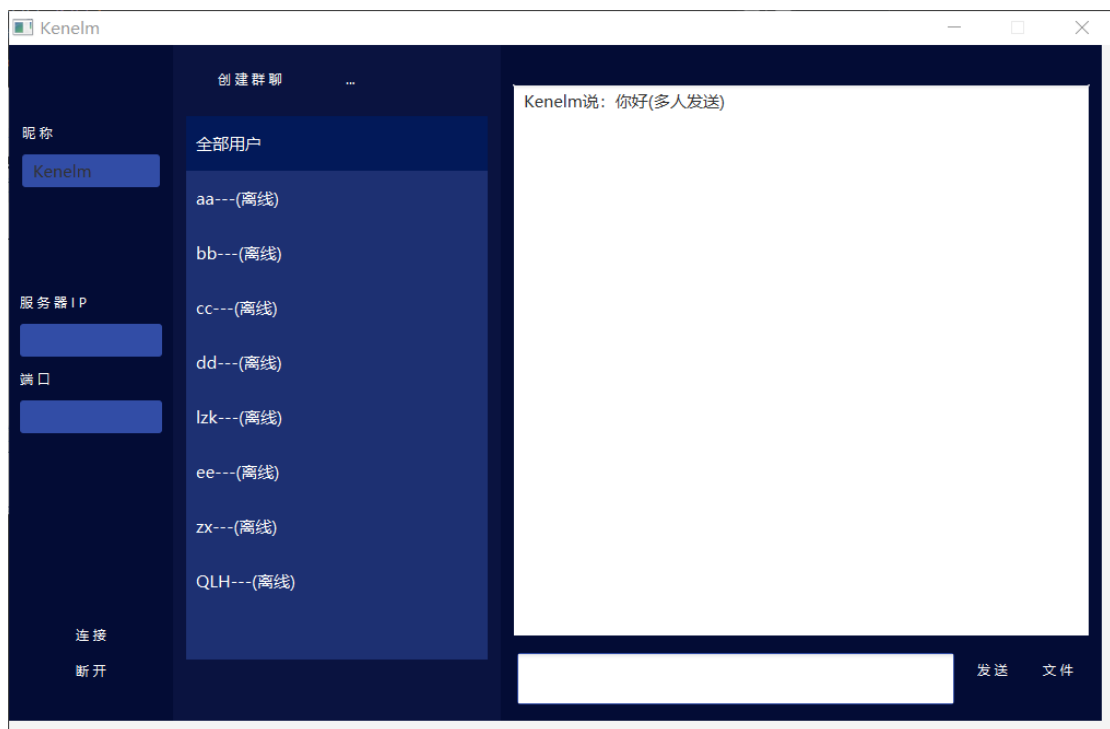 Kenelm
昵称
Kenelm
服务器IP
端口
连接
断开
创建群聊
...
全部用户
aa---(离线)
bb---(离线)
cc---(离线)
dd---(离线)
lzk---(离线)
ee---(离线)
zx---(离线)
QLH---(离线)
Kenelm说：你好(多人发送)
发送
文件